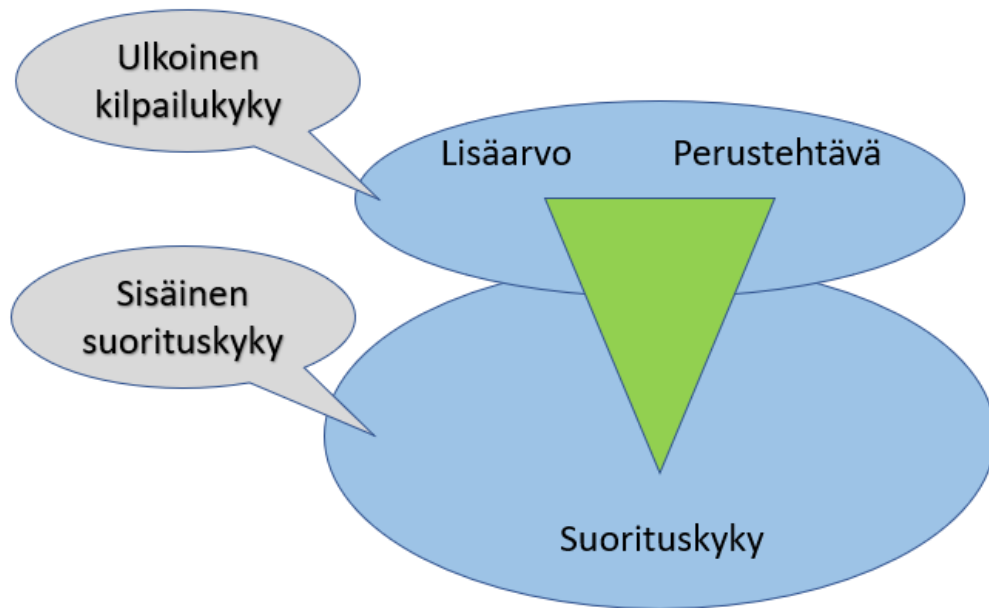 Ulkoinen
kilpailukyky
Lisäarvo Perustehtävä
Sisäinen
suorituskyky
Suorituskyky